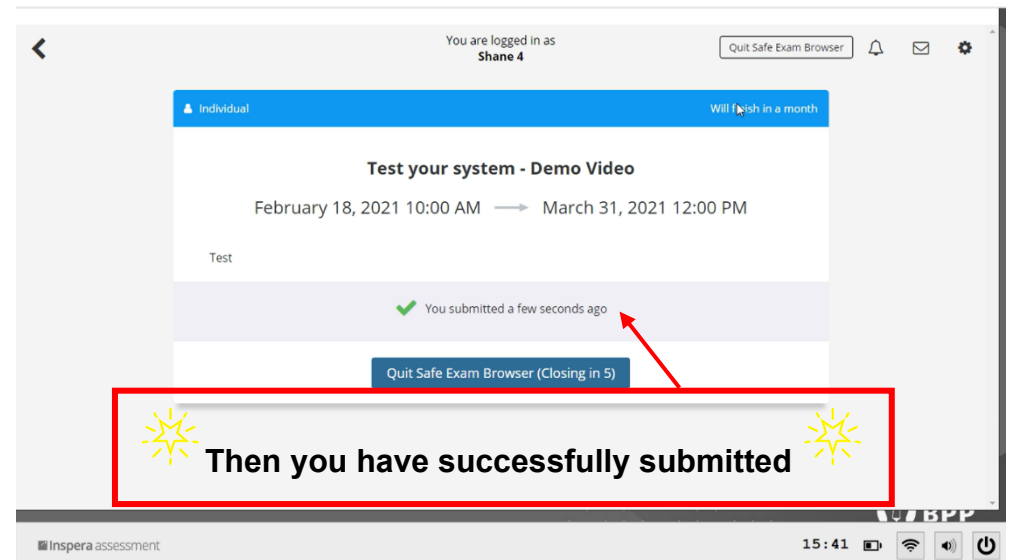 You are logged in as
Shane 4
Quit Safe Exam Browser
Individual
Will finish in a month
Test your system - Demo Video
February 18, 2021 10:00 AM March 31, 2021 12:00 PM
Test
You submitted a few seconds ago
Quit Safe Exam Browser (Closing in 5)
Then you have successfully submitted
BPP
inspera assessment
15:41